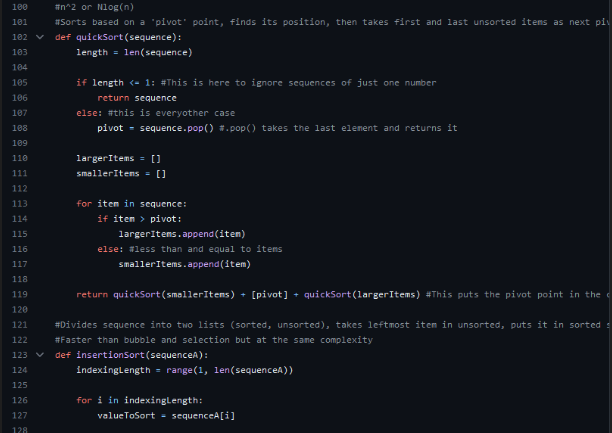 100 #n^2 or Nlog(n)
101 #Sorts based on a 'pivot' point, finds its position, then takes first and last unsorted items as next
102 def quickSort(sequence):
103 length = len(sequence)
104
105 if length <= 1: #This is here to ignore sequences of just one number
106 return sequence
107 else: #this is everyother case
108 pivot = sequence.pop() #.pop() takes the last element and returns it
109
110 largerItems = []
111 smallerItems = []
112
113 for item in sequence:
114 if item > pivot:
115 largerItems.append(item)
116 else: #less than and equal to items
117 smallerItems.append(item)
118
119 return quickSort(smallerItems) + [pivot] + quickSort(largerItems) #This puts the pivot point in the
120
121 #Divides sequence into two lists (sorted, unsorted), takes leftmost item in unsorted, puts it in sorted
122 #Faster than bubble and selection but at the same complexity
123 def insertionSort(sequenceA):
124 indexingLength = range(1, len(sequenceA))
125
126 for i in indexingLength:
127 valueToSort = sequenceA[i]
128